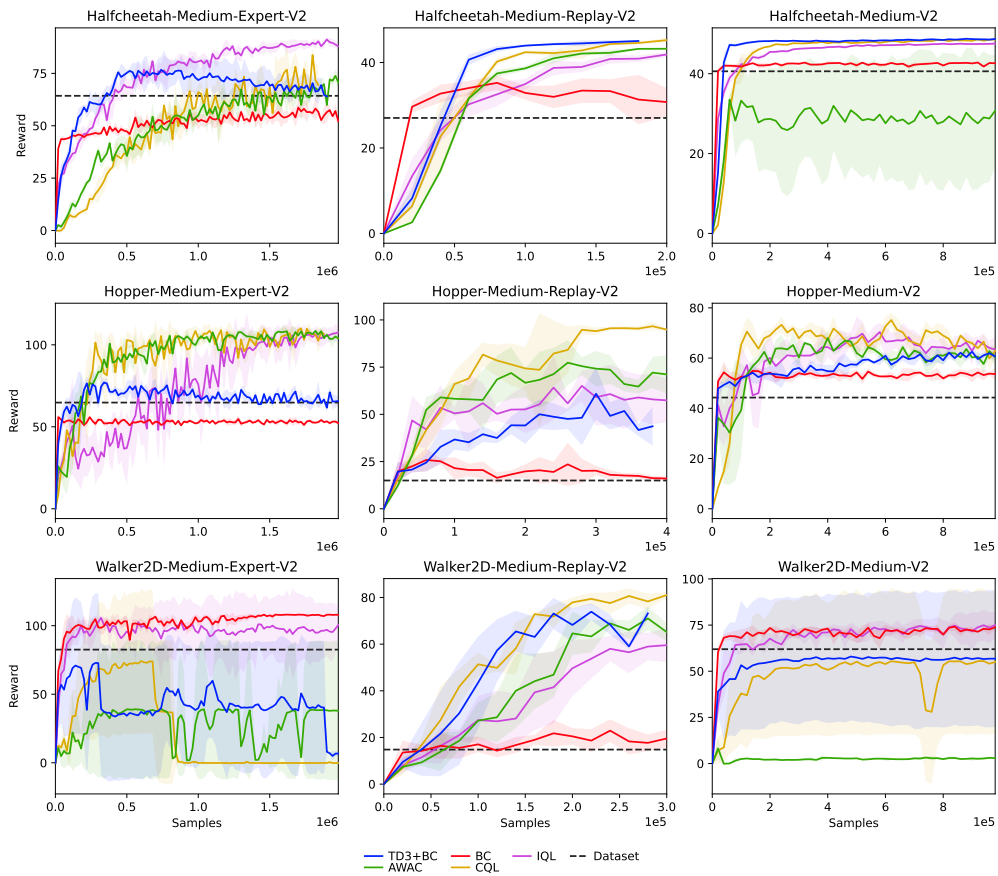 Halfcheetah-Medium-Expert-V2 Halfcheetah-Medium-Replay-V2 Halfcheetah-Medium-V2
Reward
75
50
25
0
0.0 0.5 1.0 1.5
1e6
40
20
0
0.0 0.5 1.0 1.5 2.0
1e5
40
20
0
0 2 4 6 8
1e5
Hopper-Medium-Expert-V2 Hopper-Medium-Replay-V2 Hopper-Medium-V2
Reward
100
50
0
0.0 0.5 1.0 1.5
1e6
100
75
50
25
0
0 1 2 3 4
1e5
80
60
40
20
0
0 2 4 6 8
1e5
Walker2D-Medium-Expert-V2 Walker2D-Medium-Replay-V2 Walker2D-Medium-V2
Reward
100
50
0
0.0 0.5 1.0 1.5
Samples 1e6
80
60
40
20
0
0.0 0.5 1.0 1.5 2.0 2.5 3.0
Samples 1e5
100
75
50
25
0
0 2 4 6 8
Samples 1e5
TD3+BC BC IQL Dataset
AWAC CQL